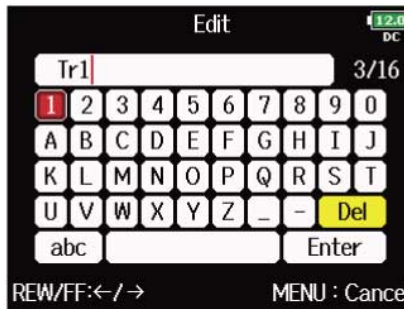 Edit 12.0
DC
Tr1 3/16
1 2 3 4 5 6 7 8 9 0
A B C D E F G H I J
K L M N O P Q R S T
U V W X Y Z _ - Del
abc Enter
REW/FF:←/→ MENU : Cance